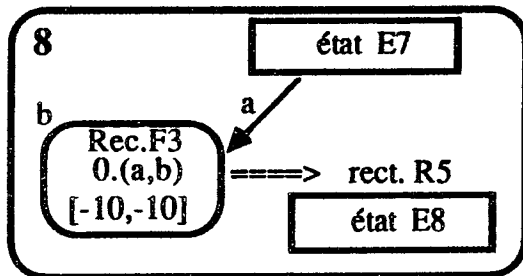 8
état E7
a
b
Rec.F3
0.(a,b)
[-10,-10]
====> rect. R5
état E8